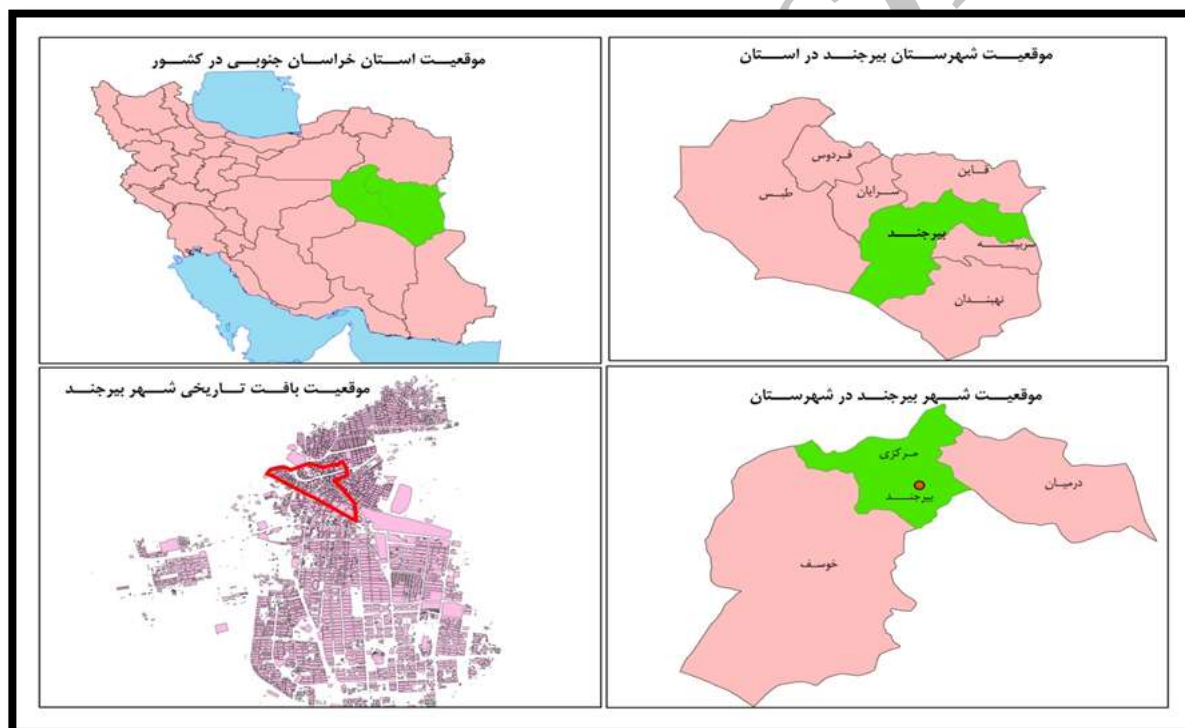 موقعیت شهرستان بیرجند در استان
فردوس
قاین
طبس
سرایان
بیرجند
سربیشه
نهبندان
موقعیت استان خراسان جنوبی در کشور
موقعیت شهر بیرجند در شهرستان
مرکزی
درمیان
بیرجند
خوسف
موقعیت بافت تاریخی شهر بیرجند